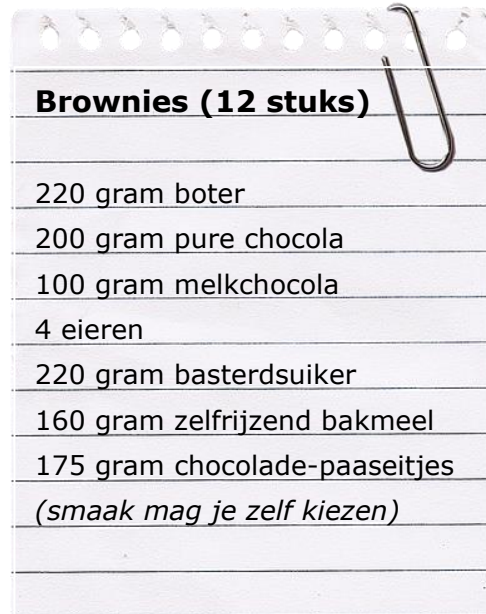 Brownies (12 stuks)
220 gram boter
200 gram pure chocola
100 gram melkchocola
4 eieren
220 gram basterdsuiker
160 gram zelfrijzend bakmeel
175 gram chocolade-paaseitjes
(smaak mag je zelf kiezen)